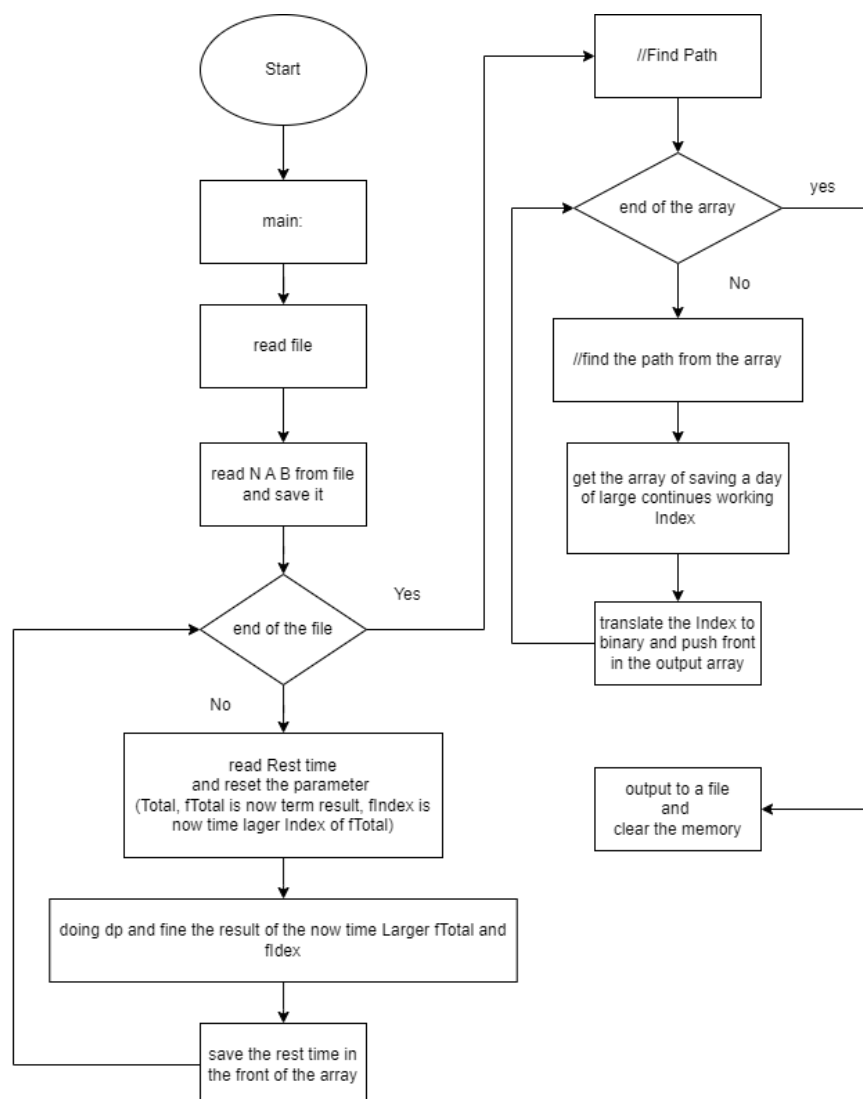 Start
main:
read file
read N A B from file
and save it
end of the file
Yes
No
read Rest time
and reset the parameter
(Total, fTotal is now term result, fIndex is
now time lager Index of fTotal)
doing dp and fine the result of the now time Larger fTotal and
fIdex
save the rest time in
the front of the array
//Find Path
end of the array
yes
No
//find the path from the array
get the array of saving a day
of large continues working
Index
translate the Index to
binary and push front
in the output array
output to a file
and
clear the memory